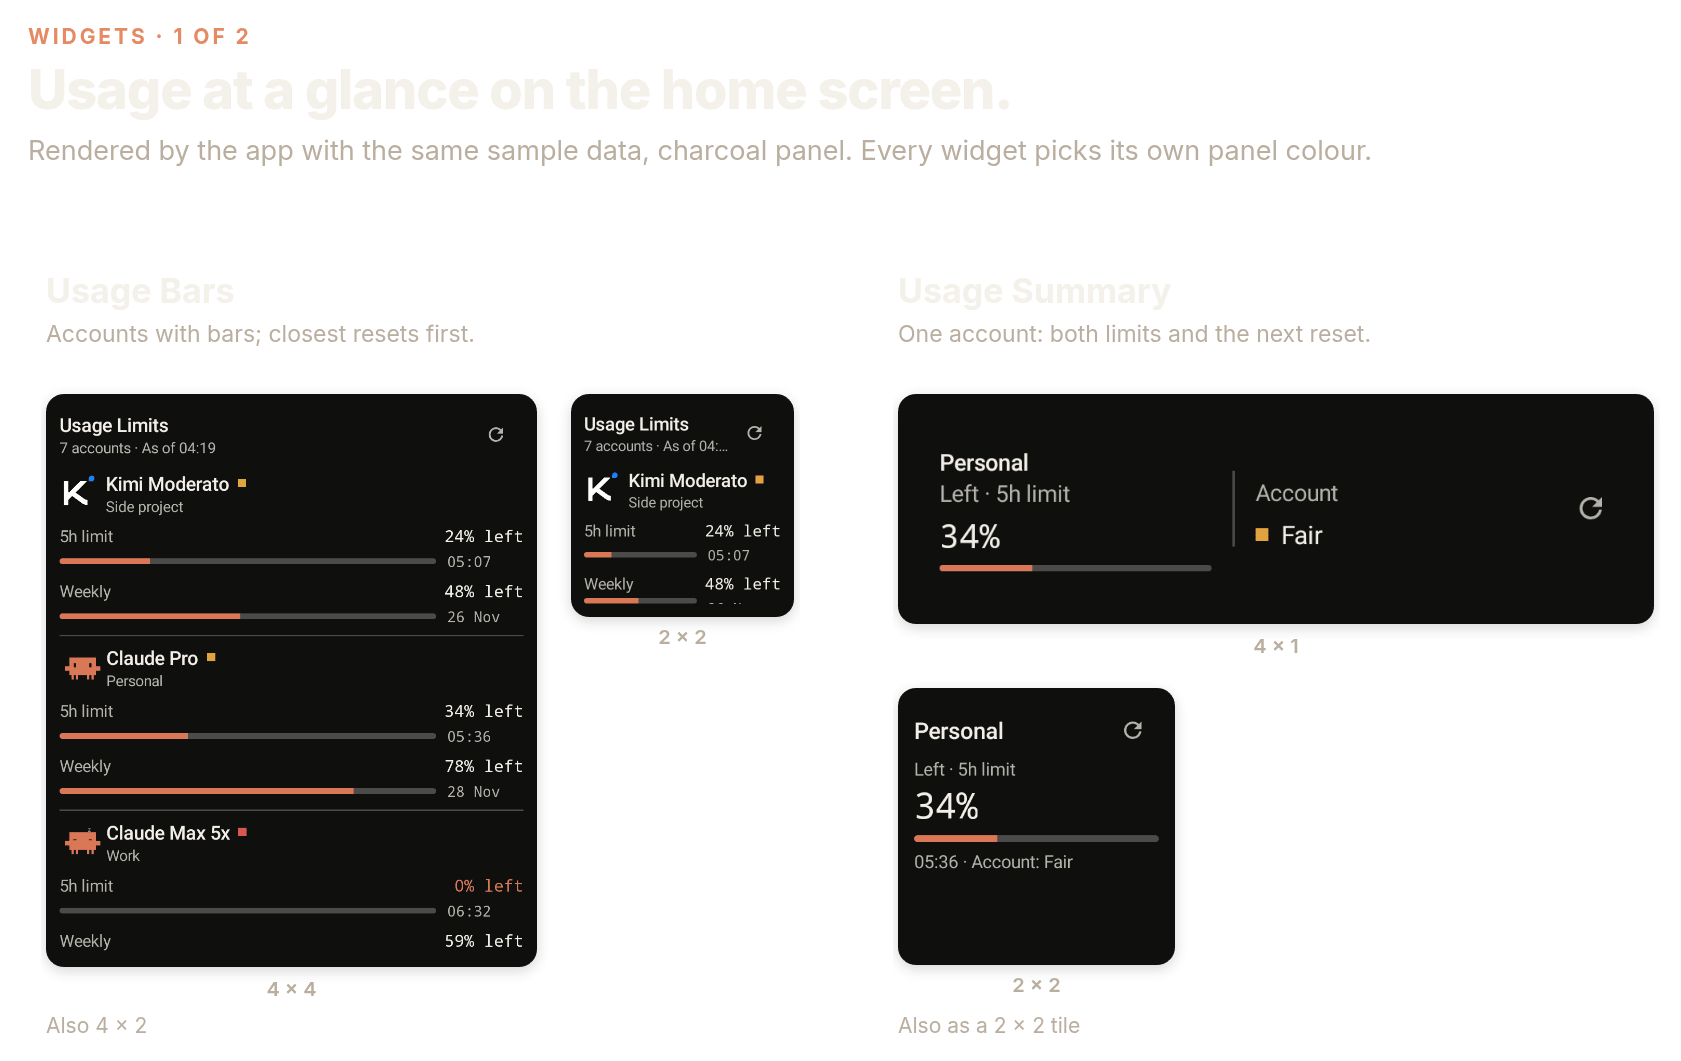 WIDGETS · 1 OF 2
Usage at a glance on the home screen.
Rendered by the app with the same sample data, charcoal panel. Every widget picks its own panel colour.
Usage Bars
Accounts with bars; closest resets first.
Usage Limits
7 accounts · As of 04:19
Kimi Moderato
Side project
5h limit 24% left
05:07
Weekly 48% left
26 Nov
Claude Pro
Personal
5h limit 34% left
05:36
Weekly 78% left
28 Nov
Claude Max 5x
Work
5h limit 0% left
06:32
Weekly 59% left
4 × 4
Also 4 × 2
Usage Limits
7 accounts · As of 04:...
Kimi Moderato
Side project
5h limit 24% left
05:07
Weekly 48% left
2 × 2
Usage Summary
One account: both limits and the next reset.
Personal
Left · 5h limit
34%
Account
Fair
4 × 1
Personal
Left · 5h limit
34%
05:36 · Account: Fair
2 × 2
Also as a 2 × 2 tile